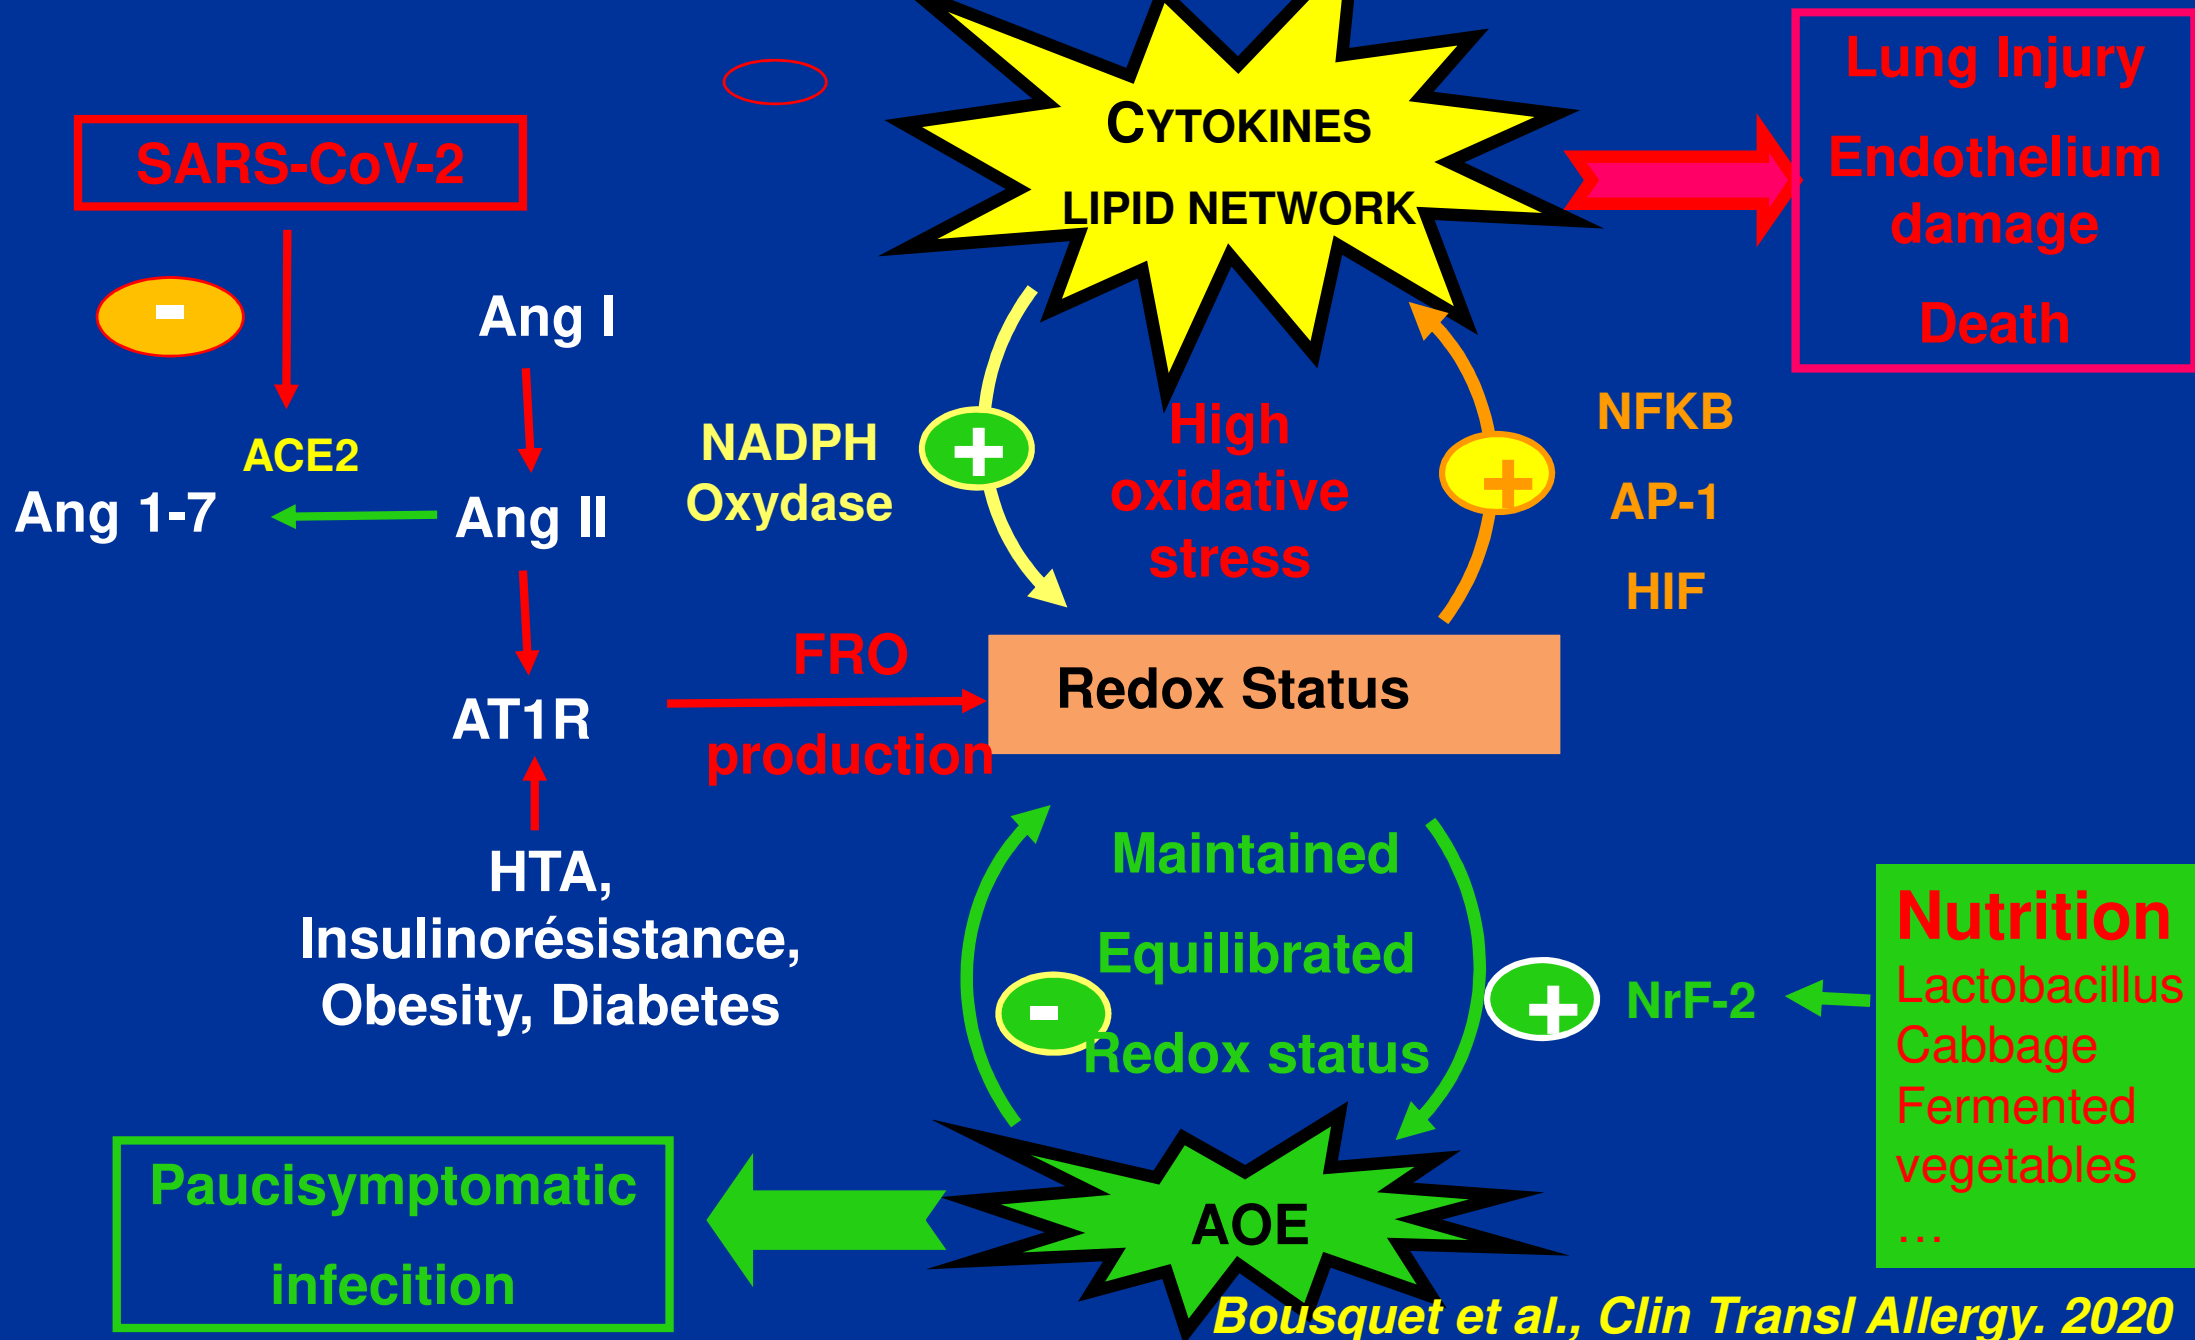 CYTOKINES
LIPID NETWORK
Lung Injury
Endothelium
damage
Death
SARS-CoV-2
-
Ang I
ACE2
Ang 1-7
Ang II
NADPH
Oxydase
+
High
oxidative
stress
+
NFKB
AP-1
HIF
AT1R
FRO
production
Redox Status
HTA,
Insulinorésistance,
Obesity, Diabetes
Maintained
Equilibrated
Redox status
-
+
NrF-2
Nutrition
Lactobacillus
Cabbage
Fermented
vegetables
…
Paucisymptomatic
infecition
AOE
Bousquet et al., Clin Transl Allergy. 2020